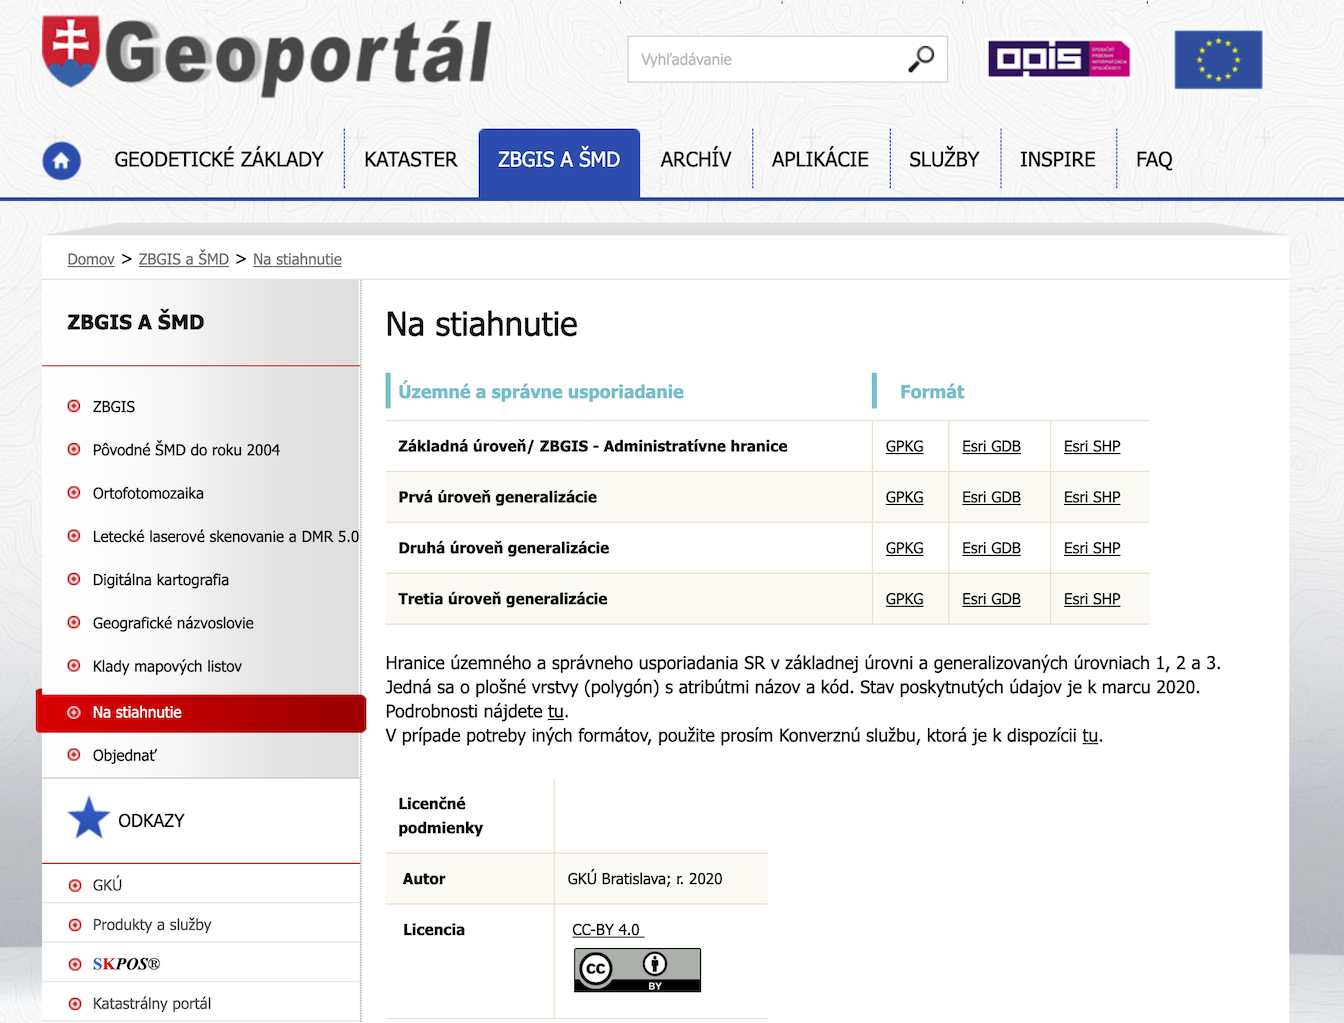 Geoportál
Vyhľadávanie
OPIS
OPERAČNÝ
PROGRAM
INFORMATIZÁCIA
SPOLOČNOSTI
GEODETICKÉ ZÁKLADY
KATASTER
ZBGIS A ŠMD
ARCHÍV
APLIKÁCIE
SLUŽBY
INSPIRE
FAQ
Domov > ZBGIS a ŠMD > Na stiahnutie
ZBGIS A ŠMD
ZBGIS
Pôvodné ŠMD do roku 2004
Ortofotomozaika
Letecké laserové skenovanie a DMR 5.0
Digitálna kartografia
Geografické názvoslovie
Klady mapových listov
Na stiahnutie
Objednať
ODKAZY
GKÚ
Produkty a služby
SKPOS®
Katastrálny portál
Na stiahnutie
Územné a správne usporiadanie Formát
Základná úroveň/ ZBGIS - Administratívne hranice GPKG Esri GDB Esri SHP
Prvá úroveň generalizácie GPKG Esri GDB Esri SHP
Druhá úroveň generalizácie GPKG Esri GDB Esri SHP
Tretia úroveň generalizácie GPKG Esri GDB Esri SHP
Hranice územného a správneho usporiadania SR v základnej úrovni a generalizovaných úrovniach 1, 2 a 3.
Jedná sa o plošné vrstvy (polygón) s atribútmi názov a kód. Stav poskytnutých údajov je k marcu 2020.
Podrobnosti nájdete tu.
V prípade potreby iných formátov, použite prosím Konverznú službu, ktorá je k dispozícii tu.
Licenčné
podmienky
Autor GKÚ Bratislava; r. 2020
Licencia CC-BY 4.0
CC
BY